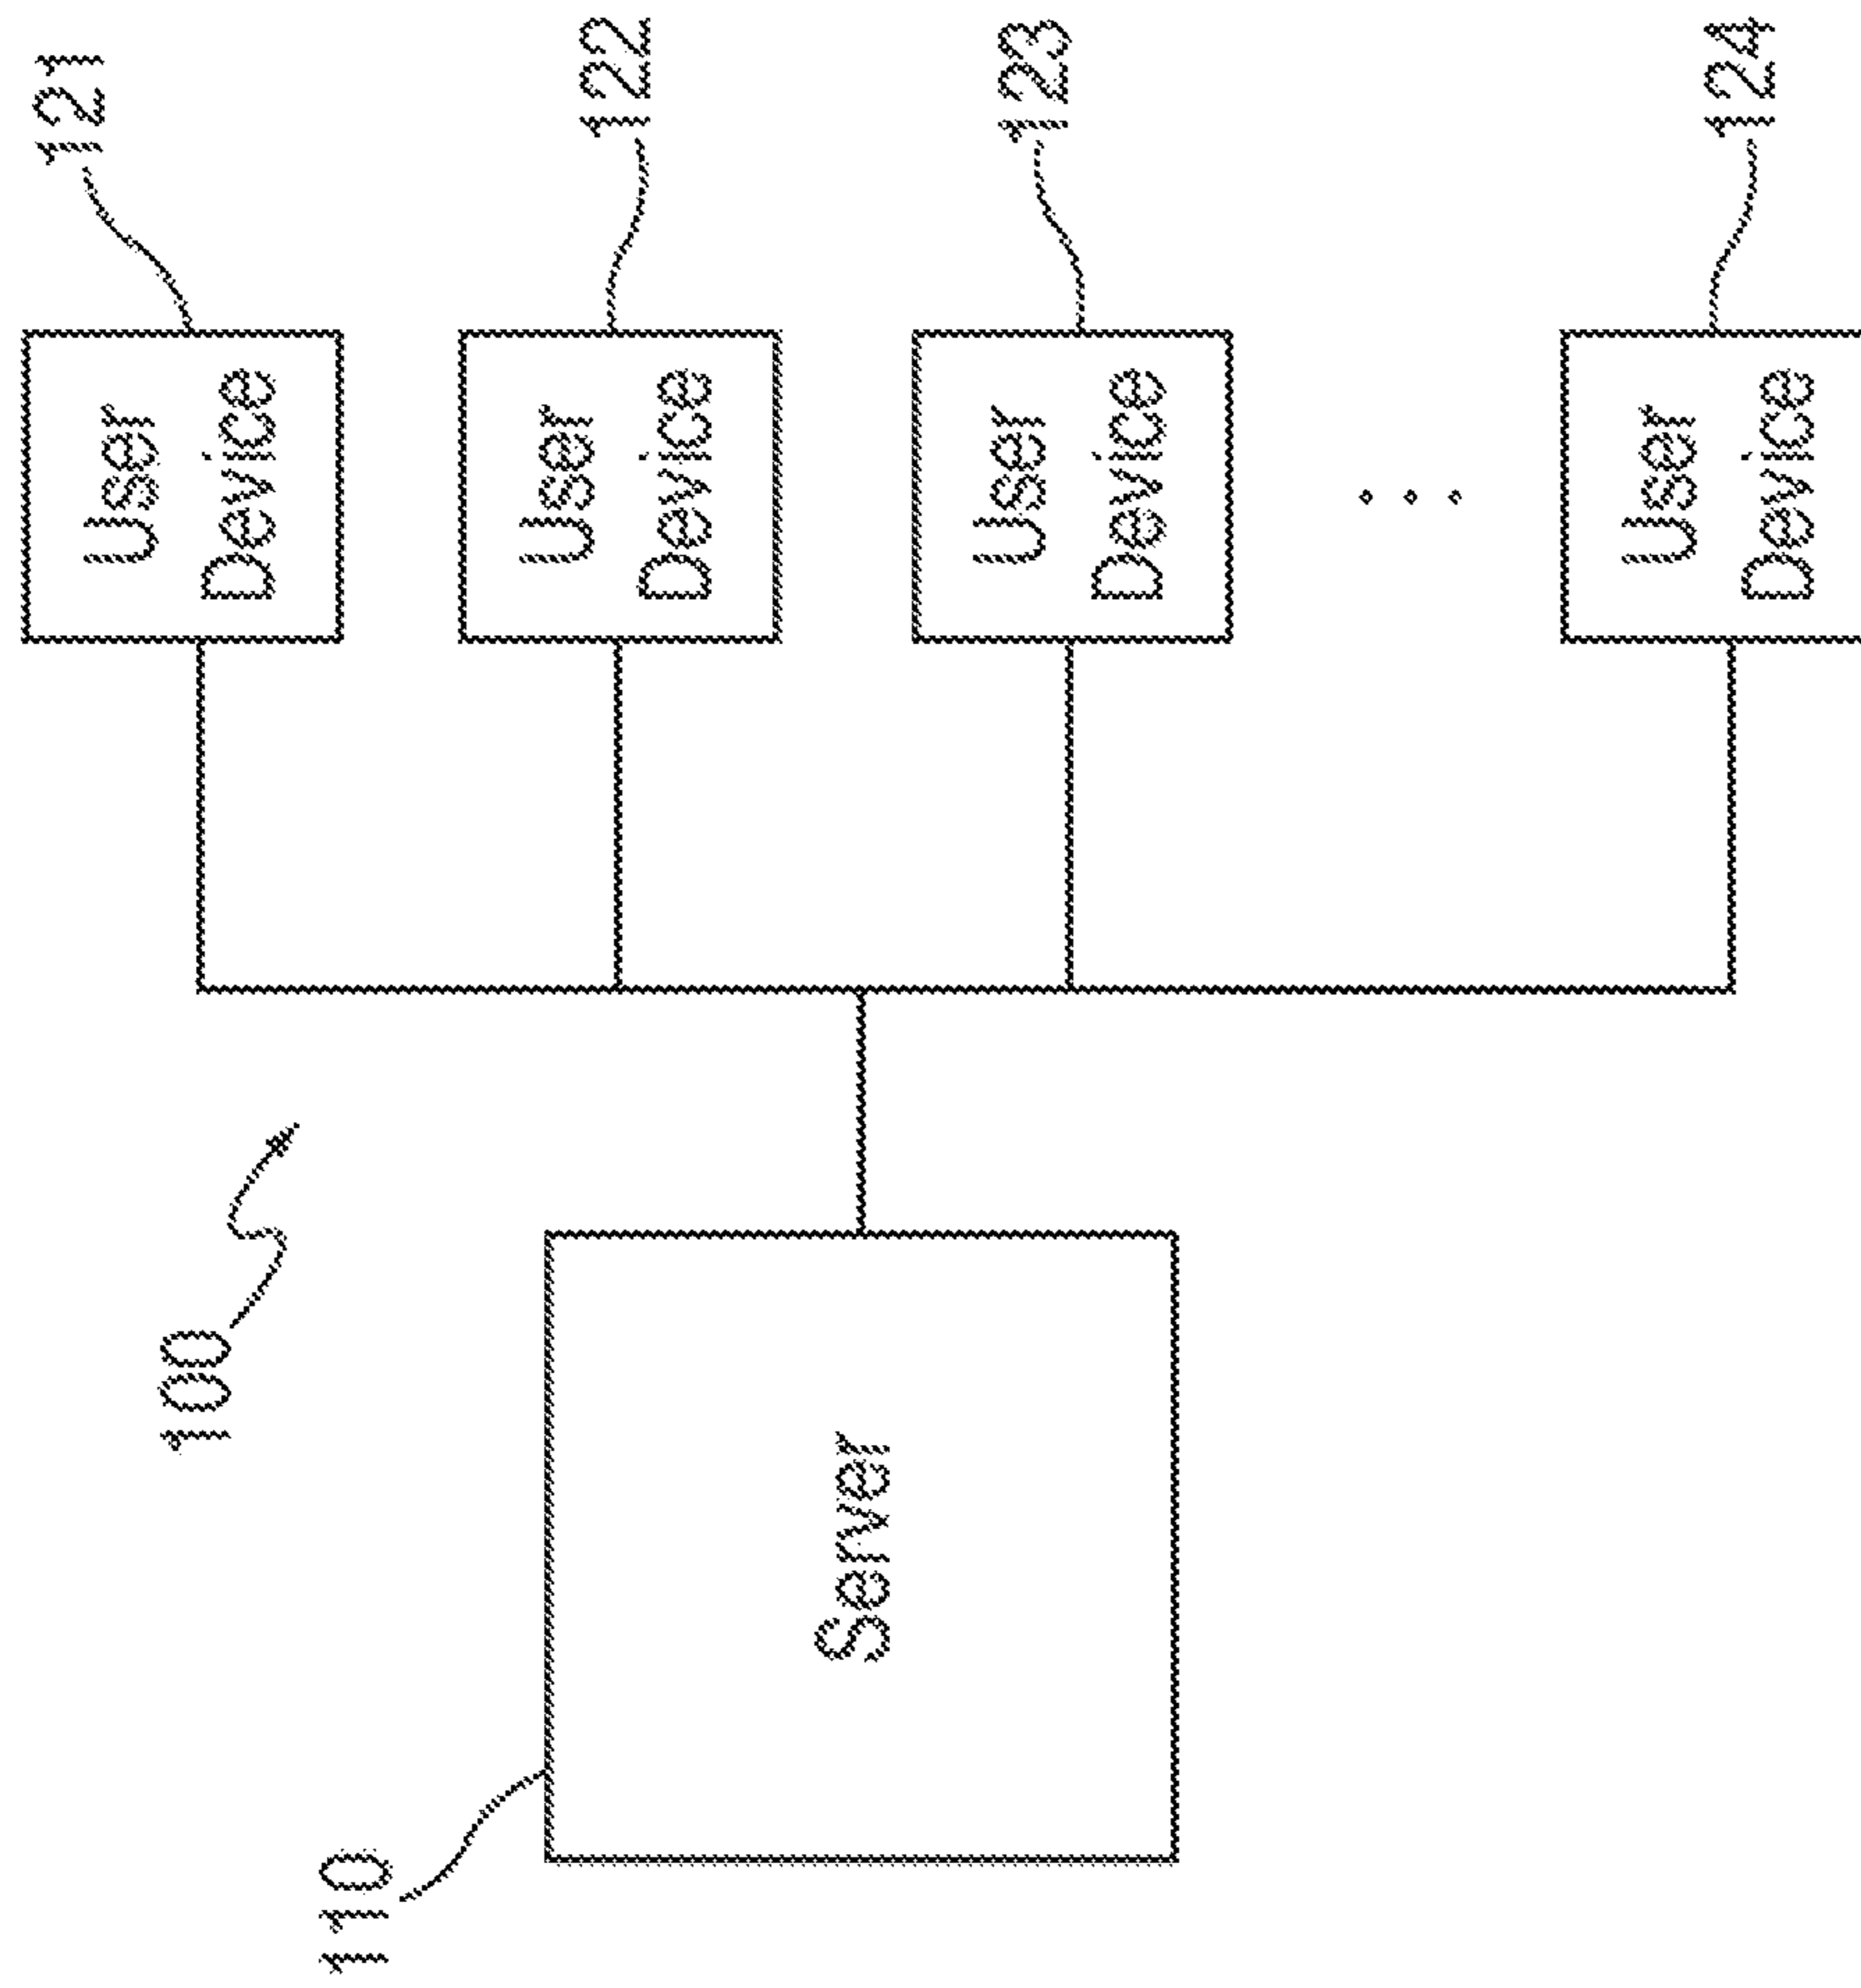 100
110
Server
User
Device
121
User
Device
122
User
Device
123
. . .
User
Device
124